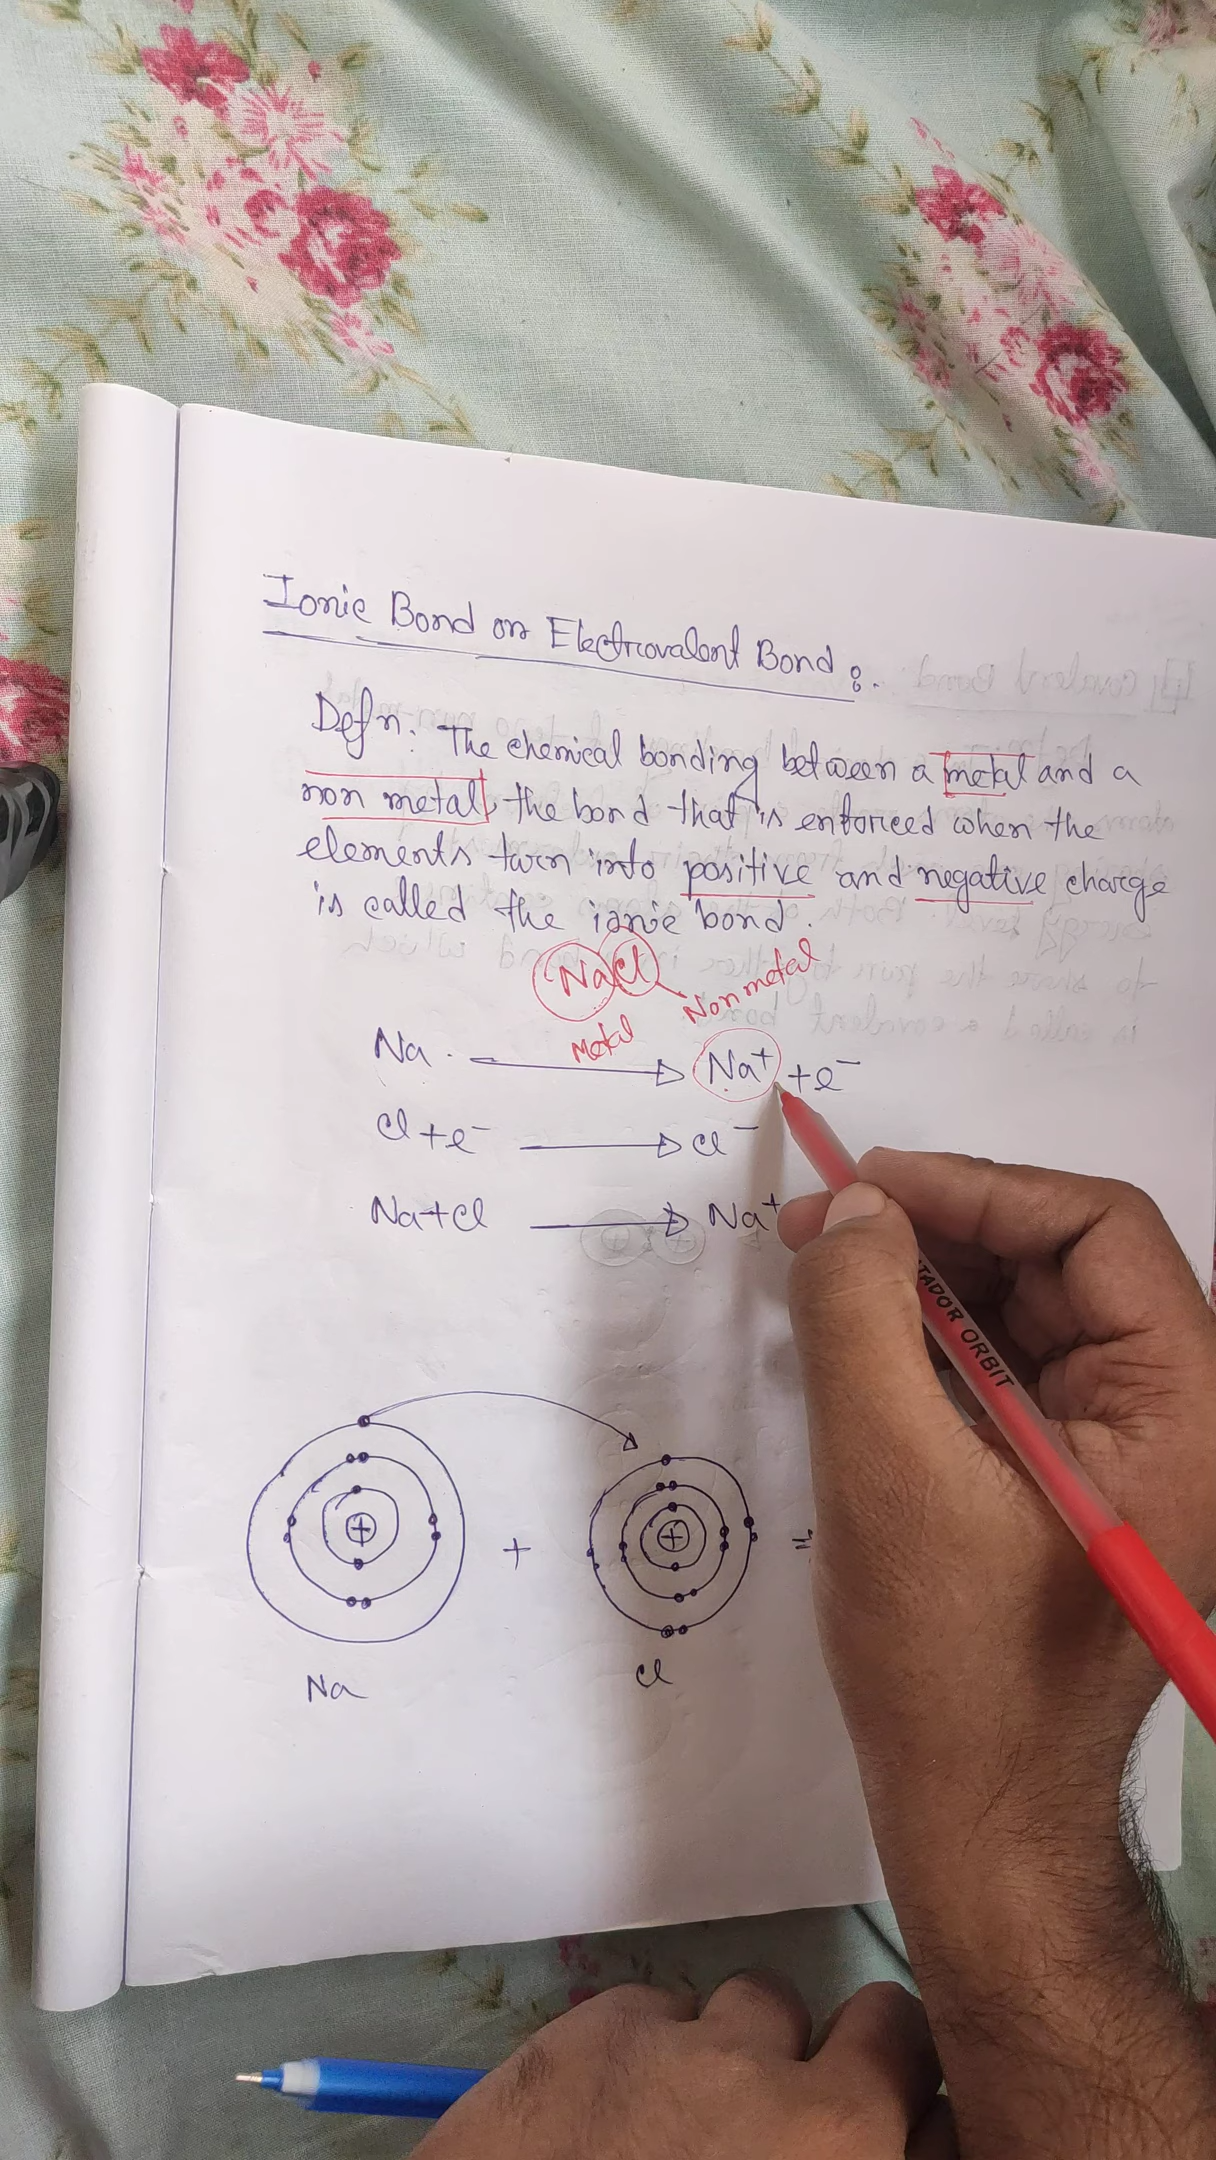 Ionic Bond or Electrovalent Bond :.
Defn: The chemical bonding between a metal and a
non metal, the bond that is enforced when the
elements turn into positive and negative charge
is called the ionic bond.
NaCl
Metal
Non metal
Na. → Na⁺ + e⁻
Cl + e⁻ → Cl⁻
Na + Cl → Na⁺
+ + +
Na Cl
ATADOR ORBIT